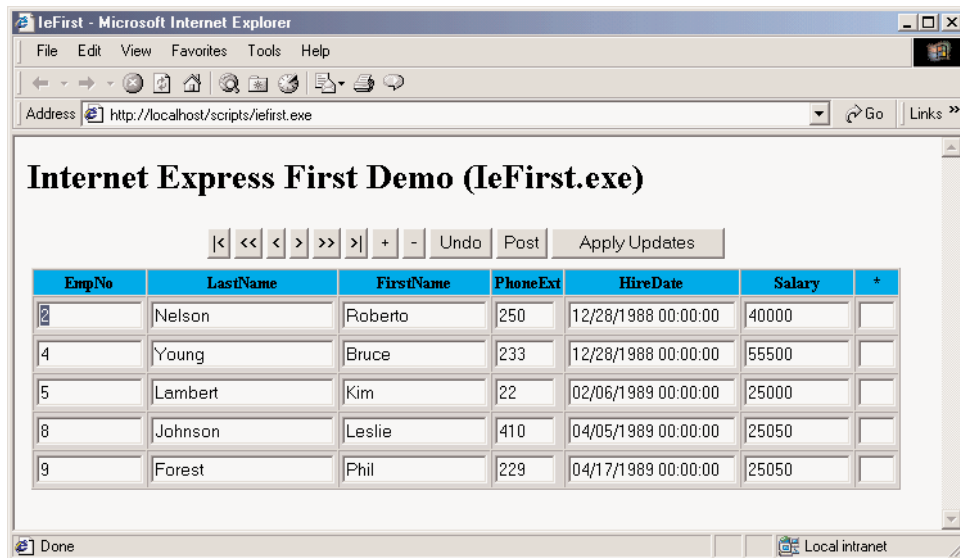 IeFirst - Microsoft Internet Explorer
File Edit View Favorites Tools Help
Address http://localhost/scripts/iefirst.exe Go Links »
Internet Express First Demo (IeFirst.exe)
|< << < > >> >| + - Undo Post Apply Updates
EmpNo LastName FirstName PhoneExt HireDate Salary *
2 Nelson Roberto 250 12/28/1988 00:00:00 40000
4 Young Bruce 233 12/28/1988 00:00:00 55500
5 Lambert Kim 22 02/06/1989 00:00:00 25000
8 Johnson Leslie 410 04/05/1989 00:00:00 25050
9 Forest Phil 229 04/17/1989 00:00:00 25050
Done Local intranet